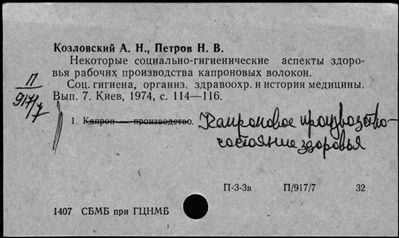 Козловский А. Н., Петров Н. В.
Некоторые социально-гигиенические аспекты здоро-
вья рабочих производства капроновых волокон.
Соц. гигиена, организ. здравоохр. и история медицины.
Вып. 7. Киев, 1974, с. 114—116.
П
917/7
1. Капрон — производство. Капроновое производство-
состояние здоровья
П-3-3в П/917/7 32
1407 СБМБ при ГЦНМБ